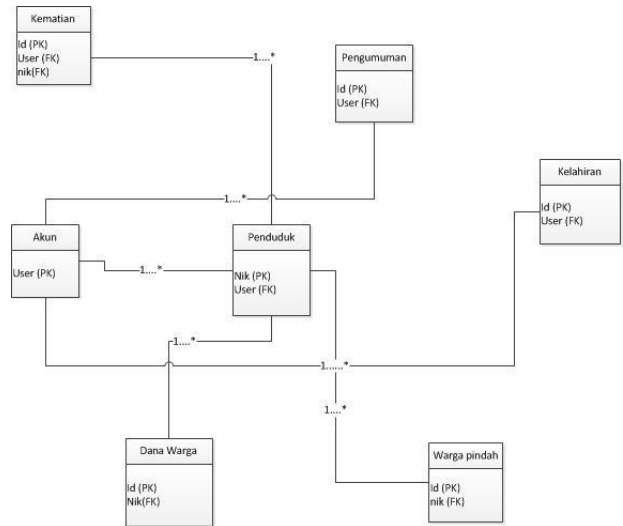 Kematian
Id (PK)
User (FK)
nik(FK)
1....*
Pengumuman
Id (PK)
User (FK)
Kelahiran
Id (PK)
User (FK)
1....*
Akun
User (PK)
1....*
Penduduk
Nik (PK)
User (FK)
1....*
1......*
1....*
Dana Warga
Id (PK)
Nik(FK)
Warga pindah
Id (PK)
nik (FK)